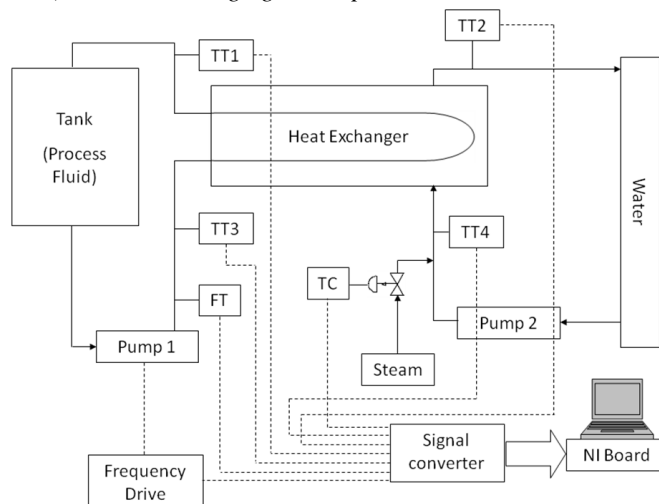 TT2
TT1
Tank
(Process
Fluid)
Heat Exchanger
Water
TT3
TT4
TC
FT
Pump 2
Pump 1
Steam
Signal
converter
NI Board
Frequency
Drive